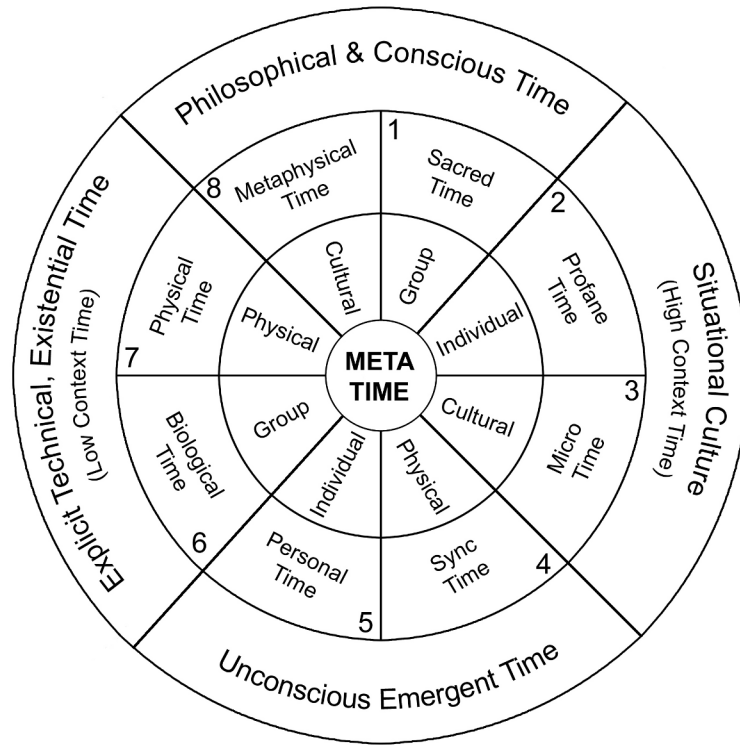 Philosophical & Conscious Time
1
Sacred
Time
Group
2
Profane
Time
Individual
Situational Culture
(High Context Time)
3
Micro
Time
Cultural
4
Sync
Time
Physical
Unconscious Emergent Time
5
Personal
Time
Individual
6
Biological
Time
Group
Explicit Technical, Existential Time
(Low Context Time)
7
Physical
Time
Physical
8
Metaphysical
Time
Cultural
META
TIME